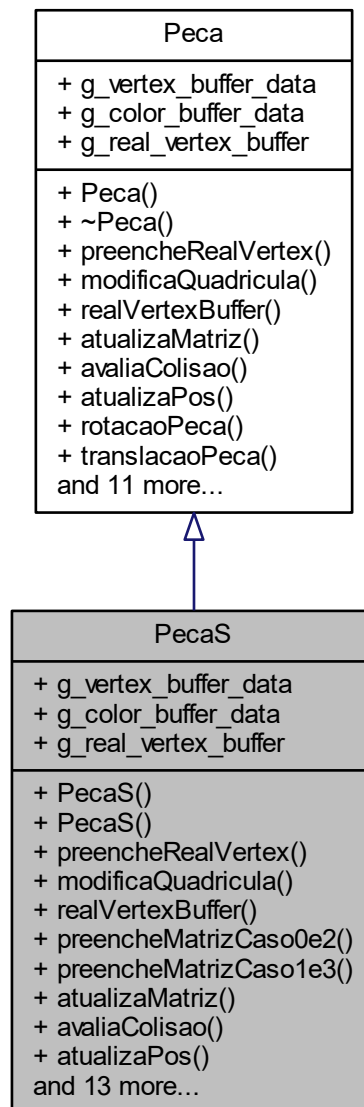 Peca
+ g_vertex_buffer_data
+ g_color_buffer_data
+ g_real_vertex_buffer
+ Peca()
+ ~Peca()
+ preencheRealVertex()
+ modificaQuadricula()
+ realVertexBuffer()
+ atualizaMatriz()
+ avaliaColisao()
+ atualizaPos()
+ rotacaoPeca()
+ translacaoPeca()
and 11 more...
PecaS
+ g_vertex_buffer_data
+ g_color_buffer_data
+ g_real_vertex_buffer
+ PecaS()
+ PecaS()
+ preencheRealVertex()
+ modificaQuadricula()
+ realVertexBuffer()
+ preencheMatrizCaso0e2()
+ preencheMatrizCaso1e3()
+ atualizaMatriz()
+ avaliaColisao()
+ atualizaPos()
and 13 more...